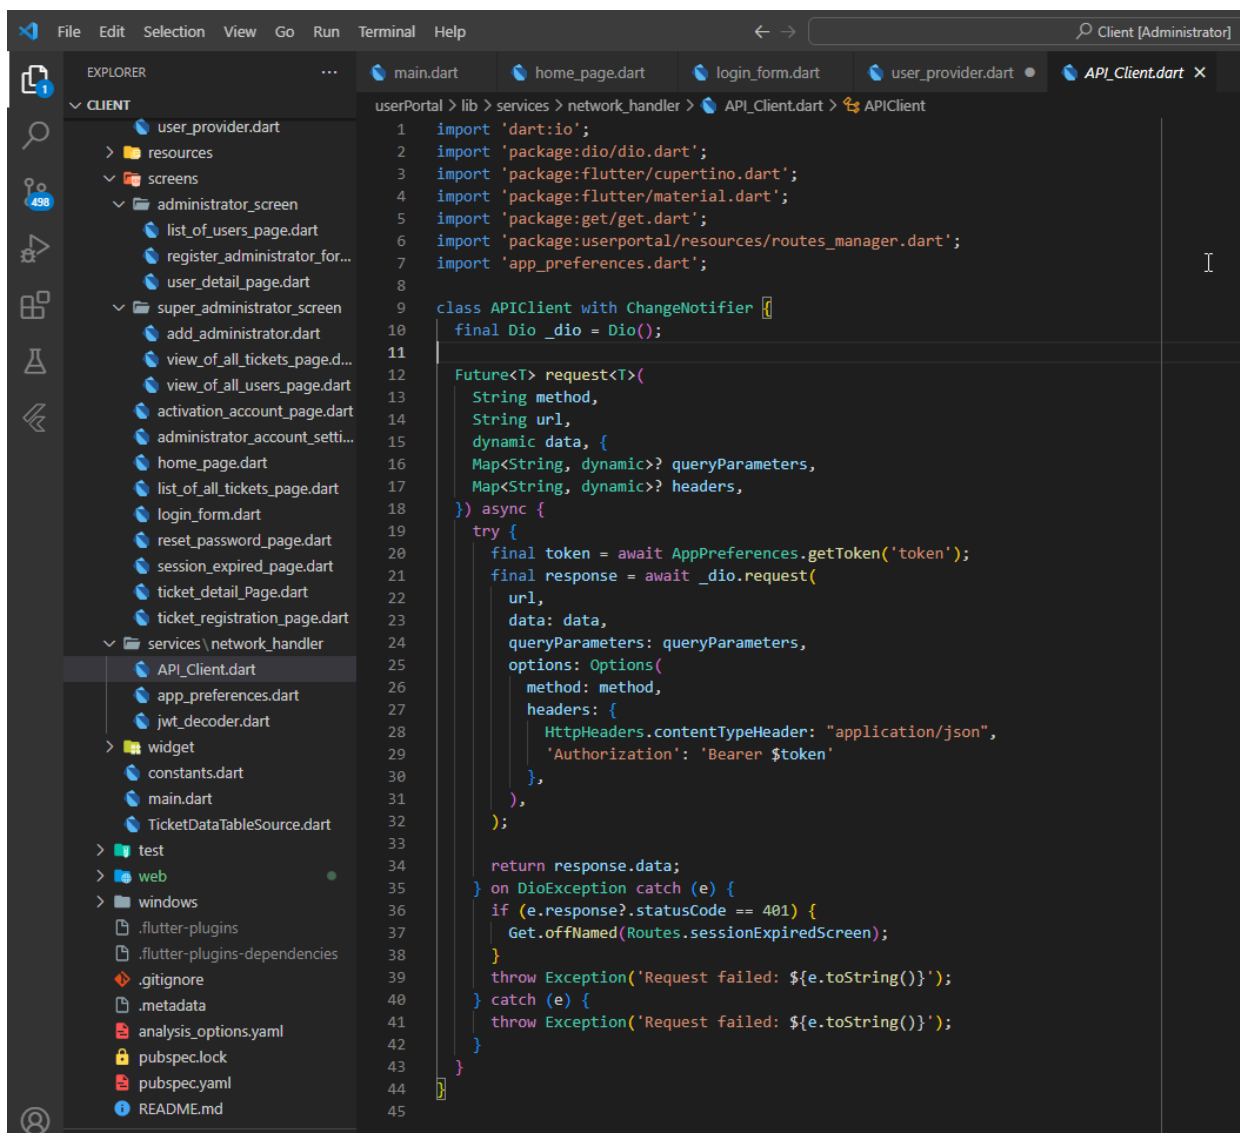 File Edit Selection View Go Run Terminal Help
Client [Administrator]
EXPLORER ...
main.dart
home_page.dart
login_form.dart
user_provider.dart
API_Client.dart
1
498
CLIENT
user_provider.dart
resources
screens
administrator_screen
list_of_users_page.dart
register_administrator_for...
user_detail_page.dart
super_administrator_screen
add_administrator.dart
view_of_all_tickets_page.d...
view_of_all_users_page.dart
activation_account_page.dart
administrator_account_setti...
home_page.dart
list_of_all_tickets_page.dart
login_form.dart
reset_password_page.dart
session_expired_page.dart
ticket_detail_Page.dart
ticket_registration_page.dart
services\network_handler
API_Client.dart
app_preferences.dart
jwt_decoder.dart
widget
constants.dart
main.dart
TicketDataTableSource.dart
test
web
windows
.flutter-plugins
.flutter-plugins-dependencies
.gitignore
.metadata
analysis_options.yaml
pubspec.lock
pubspec.yaml
README.md
userPortal > lib > services > network_handler > API_Client.dart > APIClient
1 import 'dart:io';
2 import 'package:dio/dio.dart';
3 import 'package:flutter/cupertino.dart';
4 import 'package:flutter/material.dart';
5 import 'package:get/get.dart';
6 import 'package:userportal/resources/routes_manager.dart';
7 import 'app_preferences.dart';
8
9 class APIClient with ChangeNotifier {
10 final Dio _dio = Dio();
11
12 Future<T> request<T>(
13 String method,
14 String url,
15 dynamic data, {
16 Map<String, dynamic>? queryParameters,
17 Map<String, dynamic>? headers,
18 }) async {
19 try {
20 final token = await AppPreferences.getToken('token');
21 final response = await _dio.request(
22 url,
23 data: data,
24 queryParameters: queryParameters,
25 options: Options(
26 method: method,
27 headers: {
28 HttpHeaders.contentTypeHeader: "application/json",
29 'Authorization': 'Bearer $token'
30 },
31 ),
32 );
33
34 return response.data;
35 } on DioException catch (e) {
36 if (e.response?.statusCode == 401) {
37 Get.offNamed(Routes.sessionExpiredScreen);
38 }
39 throw Exception('Request failed: ${e.toString()}');
40 } catch (e) {
41 throw Exception('Request failed: ${e.toString()}');
42 }
43 }
44 }
45